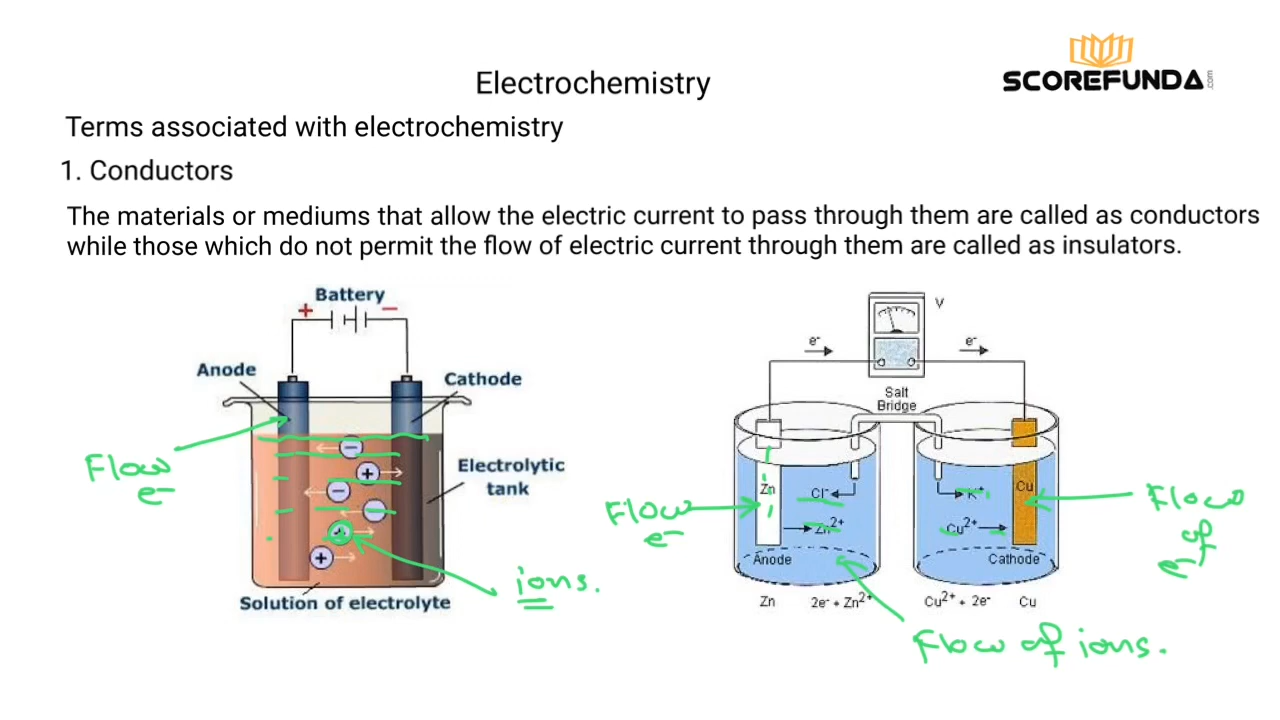 Electrochemistry
SCOREFUNDA.com
Terms associated with electrochemistry
1. Conductors
The materials or mediums that allow the electric current to pass through them are called as conductors
while those which do not permit the flow of electric current through them are called as insulators.
Battery
+ −
Anode
Cathode
Electrolytic
tank
Solution of electrolyte
− + − − + +
Flow
e−
ions.
V
e− e−
Salt
Bridge
Zn
Cl−
Zn2+
Anode
K+
Cu
Cu2+
Cathode
Zn 2e- + Zn2+ Cu2+ + 2e- Cu
Flow
e−
Flow
of
e−
Flow of ions.